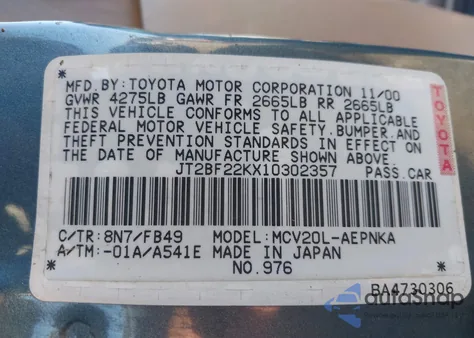 MFD. BY: TOYOTA MOTOR CORPORATION 11/00
GVWR 4275LB GAWR FR 2665LB RR 2665LB
THIS VEHICLE CONFORMS TO ALL APPLICABLE
FEDERAL MOTOR VEHICLE SAFETY, BUMPER, AND
THEFT PREVENTION STANDARDS IN EFFECT ON
THE DATE OF MANUFACTURE SHOWN ABOVE.
JT2BF22KX10302357 PASS. CAR
C/TR: 8N7/FB49 MODEL: MCV20L-AEPNKA
A/TM: -01A/A541E MADE IN JAPAN
NO. 976
BA4730306
TOYOTA
autoSnap